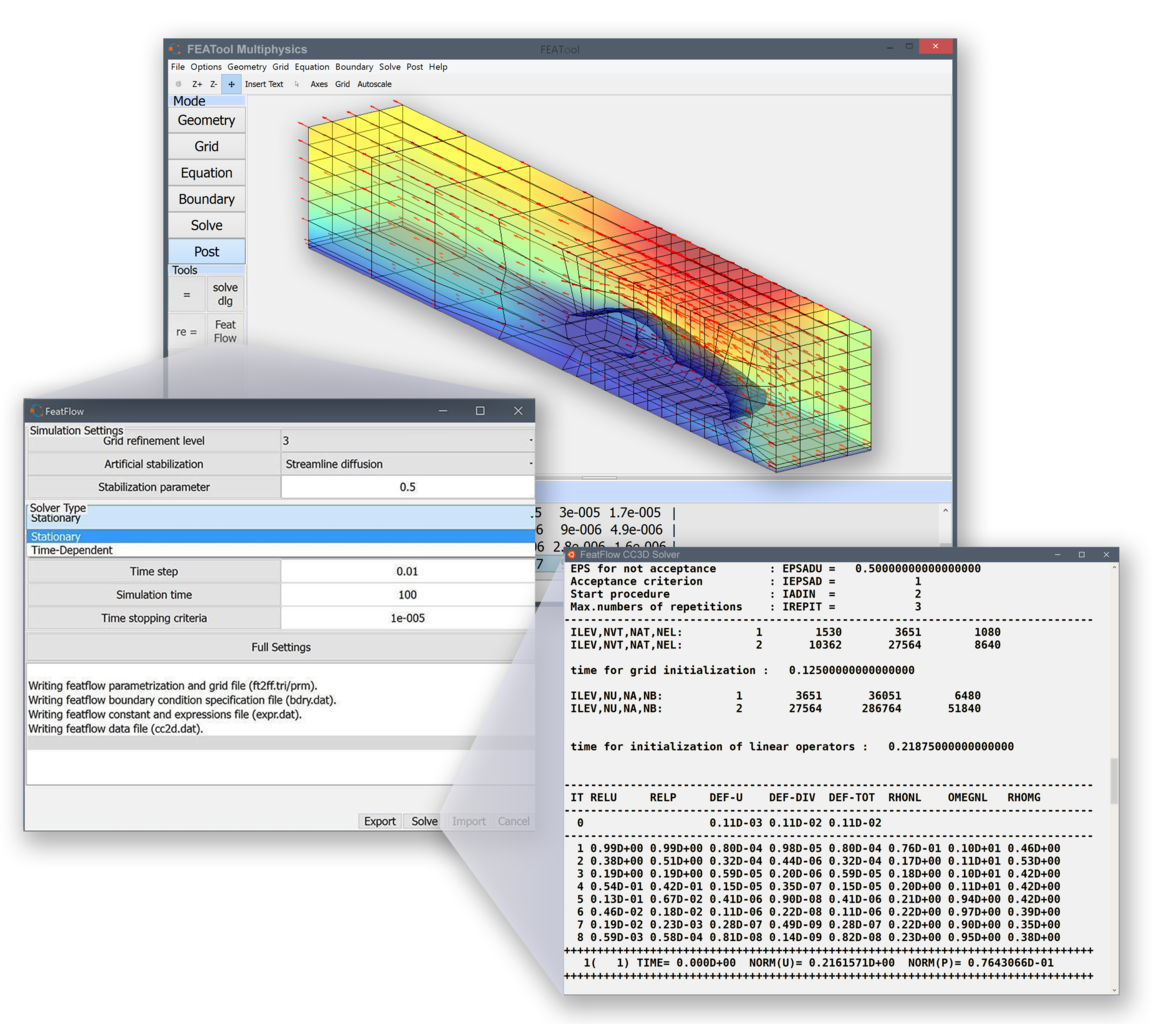 FEATool Multiphysics FEATool
File Options Geometry Grid Equation Boundary Solve Post Help
Z+ Z- Insert Text Axes Grid Autoscale
Mode
Geometry
Grid
Equation
Boundary
Solve
Post
Tools
= solve dlg
re = Feat Flow
FeatFlow
Simulation Settings
Grid refinement level 3
Artificial stabilization Streamline diffusion
Stabilization parameter 0.5
Solver Type
Stationary
Stationary
Time-Dependent
Time step 0.01
Simulation time 100
Time stopping criteria 1e-005
Full Settings
Writing featflow parametrization and grid file (ft2ff.tri/prm).
Writing featflow boundary condition specification file (bdry.dat).
Writing featflow constant and expressions file (expr.dat).
Writing featflow data file (cc2d.dat).
Export Solve Import Cancel
5 3e-005 1.7e-005 |
6 9e-006 4.9e-006 |
06 2.8e-006 1.6e-006 |
7
FeatFlow CC3D Solver
EPS for not acceptance : EPSADU = 0.50000000000000000
Acceptance criterion : IEPSAD = 1
Start procedure : IADIN = 2
Max.numbers of repetitions : IREPIT = 3
ILEV,NVT,NAT,NEL: 1 1530 3651 1080
ILEV,NVT,NAT,NEL: 2 10362 27564 8640
time for grid initialization : 0.12500000000000000
ILEV,NU,NA,NB: 1 3651 36051 6480
ILEV,NU,NA,NB: 2 27564 286764 51840
time for initialization of linear operators : 0.21875000000000000
IT RELU RELP DEF-U DEF-DIV DEF-TOT RHONL OMEGNL RHOMG
0 0.11D-03 0.11D-02 0.11D-02
1 0.99D+00 0.99D+00 0.80D-04 0.98D-05 0.80D-04 0.76D-01 0.10D+01 0.46D+00
2 0.38D+00 0.51D+00 0.32D-04 0.44D-06 0.32D-04 0.17D+00 0.11D+01 0.53D+00
3 0.19D+00 0.19D+00 0.59D-05 0.20D-06 0.59D-05 0.18D+00 0.10D+01 0.42D+00
4 0.54D-01 0.42D-01 0.15D-05 0.35D-07 0.15D-05 0.20D+00 0.11D+01 0.42D+00
5 0.13D-01 0.67D-02 0.41D-06 0.90D-08 0.41D-06 0.21D+00 0.94D+00 0.42D+00
6 0.46D-02 0.18D-02 0.11D-06 0.22D-08 0.11D-06 0.22D+00 0.97D+00 0.39D+00
7 0.19D-02 0.23D-03 0.28D-07 0.49D-09 0.28D-07 0.22D+00 0.90D+00 0.35D+00
8 0.59D-03 0.58D-04 0.81D-08 0.14D-09 0.82D-08 0.23D+00 0.95D+00 0.38D+00
1( 1) TIME= 0.000D+00 NORM(U)= 0.2161571D+00 NORM(P)= 0.7643066D-01